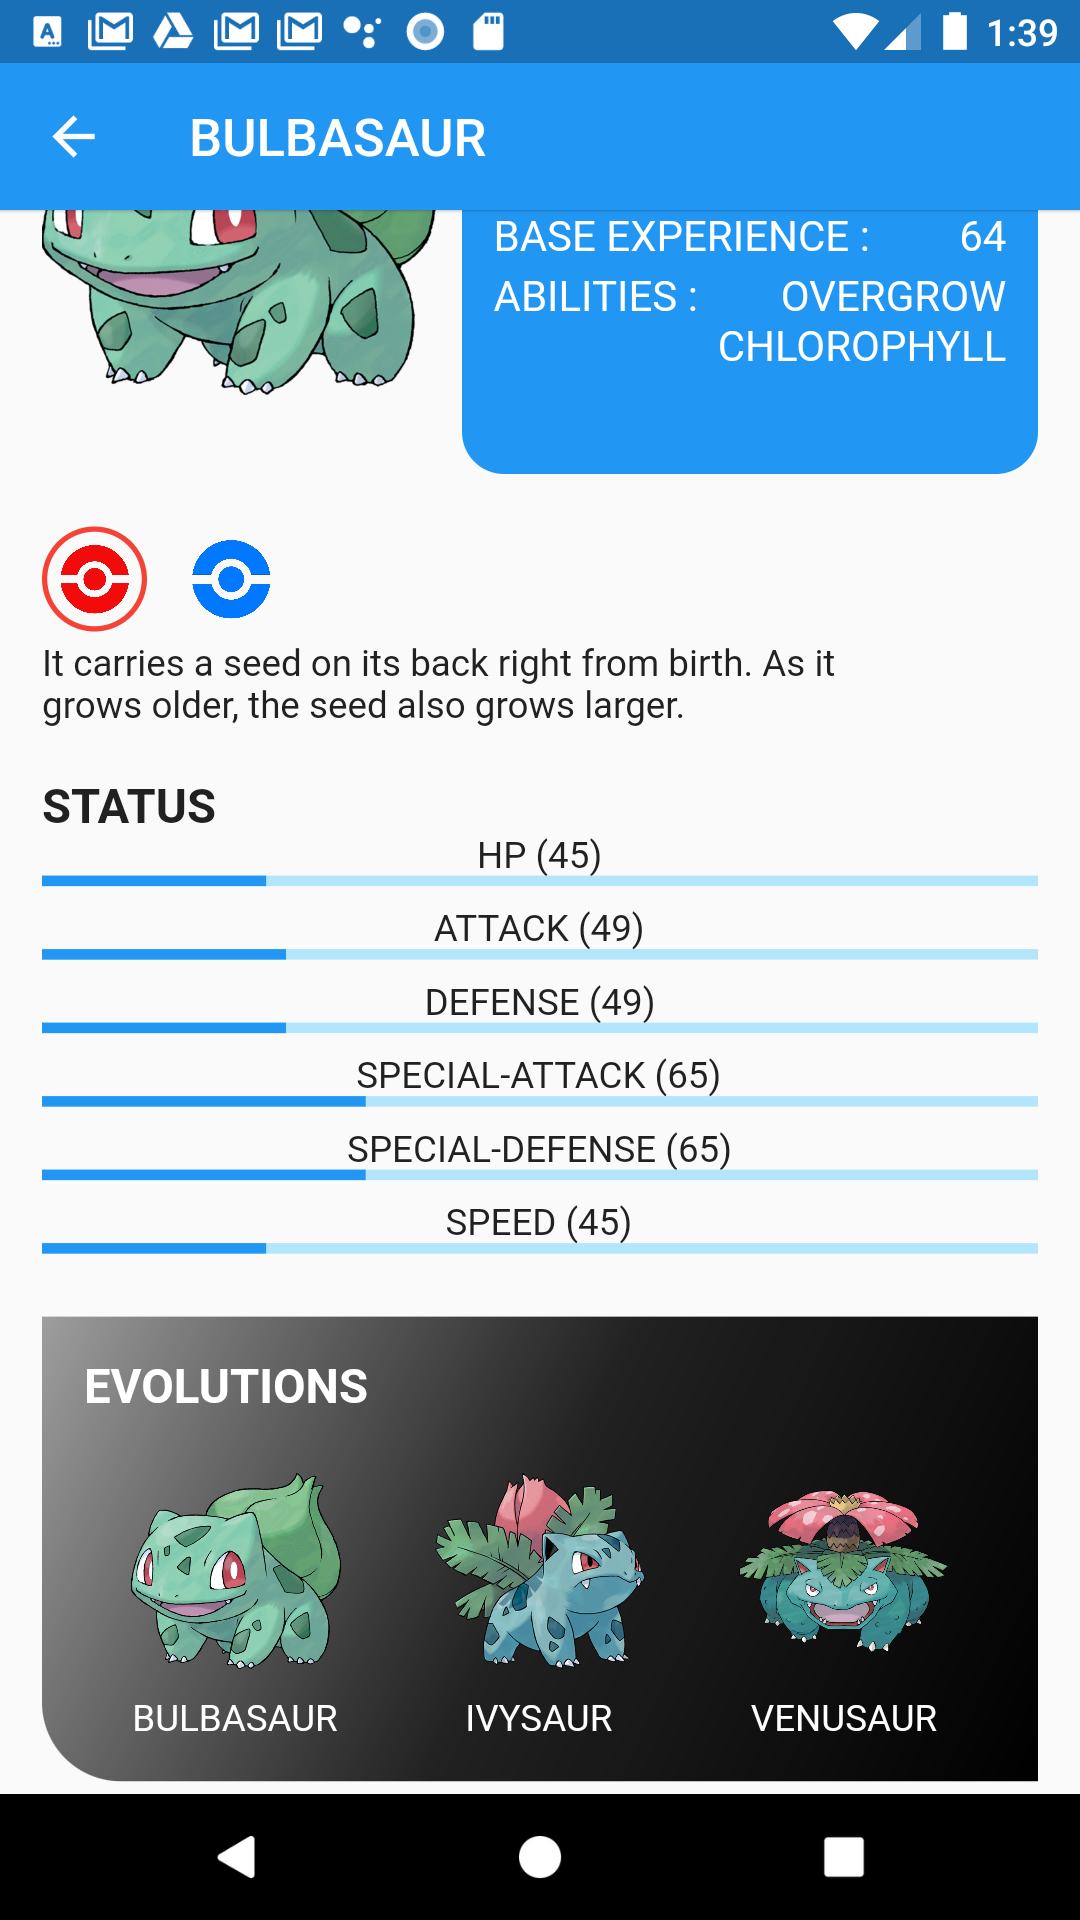 1:39
BULBASAUR
BASE EXPERIENCE : 64
ABILITIES : OVERGROW
CHLOROPHYLL
It carries a seed on its back right from birth. As it
grows older, the seed also grows larger.
STATUS
HP (45)
ATTACK (49)
DEFENSE (49)
SPECIAL-ATTACK (65)
SPECIAL-DEFENSE (65)
SPEED (45)
EVOLUTIONS
BULBASAUR IVYSAUR VENUSAUR